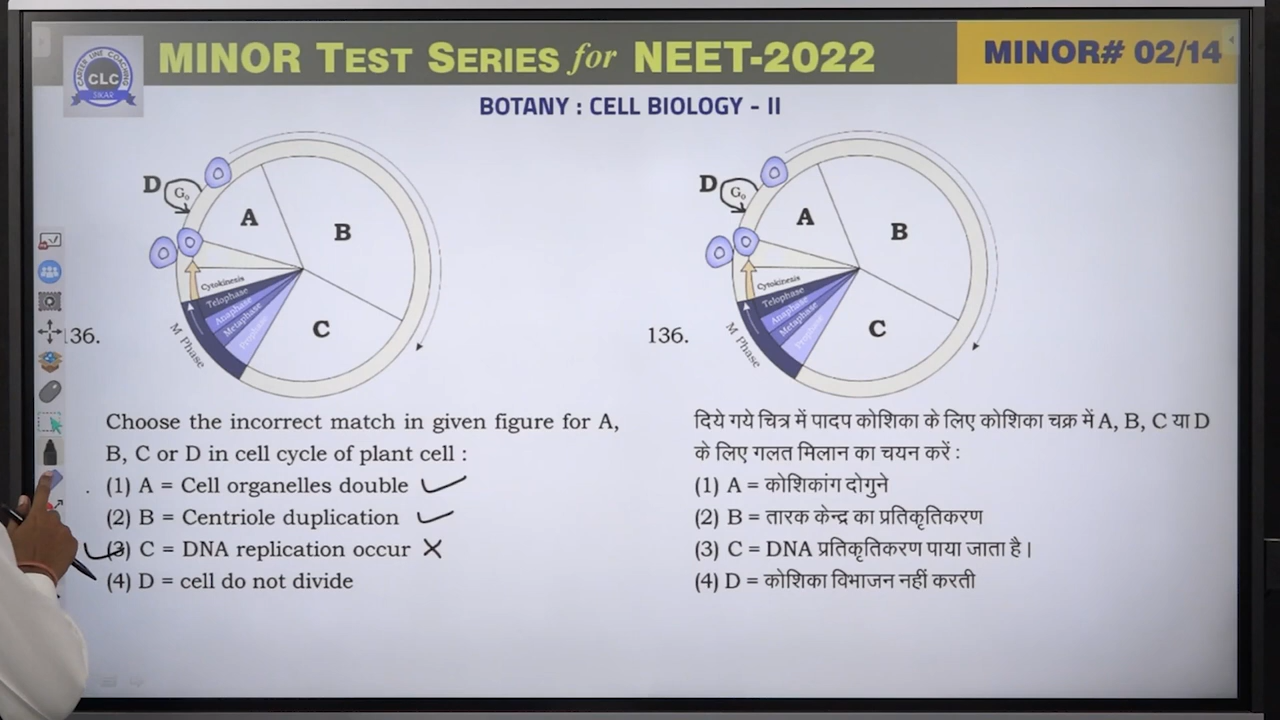 MINOR TEST SERIES for NEET-2022
MINOR# 02/14
CAREER LINE COACHING
CLC
SIKAR
BOTANY : CELL BIOLOGY - II
D
G₀
A
B
C
Cytokinesis
Telophase
Anaphase
Metaphase
Prophase
M Phase
136.
Choose the incorrect match in given figure for A,
B, C or D in cell cycle of plant cell :
(1) A = Cell organelles double
(2) B = Centriole duplication
(3) C = DNA replication occur
(4) D = cell do not divide
D
G₀
A
B
C
Cytokinesis
Telophase
Anaphase
Metaphase
Prophase
M Phase
136.
दिये गये चित्र में पादप कोशिका के लिए कोशिका चक्र में A, B, C या D
के लिए गलत मिलान का चयन करें :
(1) A = कोशिकांग दोगुने
(2) B = तारक केन्द्र का प्रतिकृतिकरण
(3) C = DNA प्रतिकृतिकरण पाया जाता है।
(4) D = कोशिका विभाजन नहीं करती